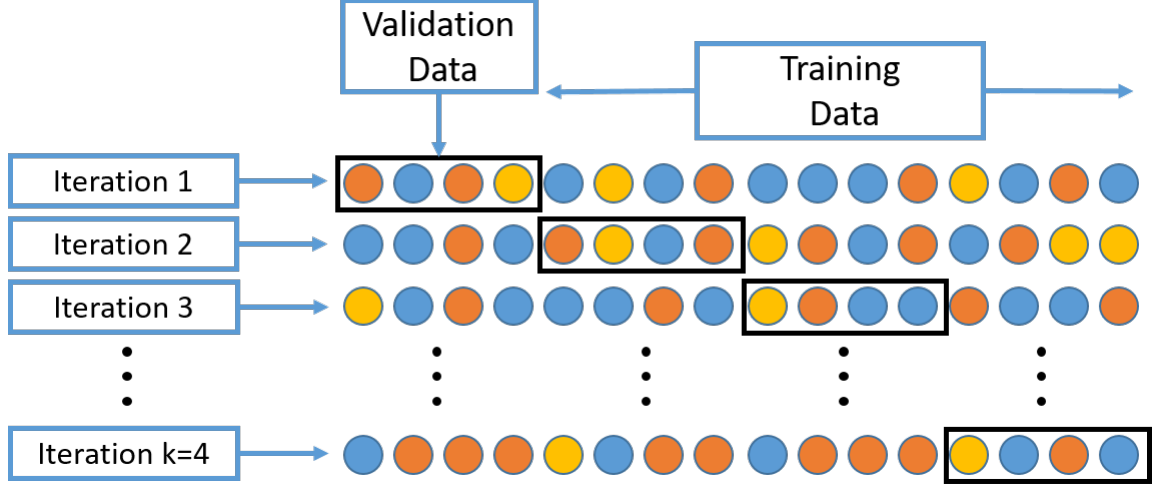 Validation
Data
Training
Data
Iteration 1
Iteration 2
Iteration 3
Iteration k=4